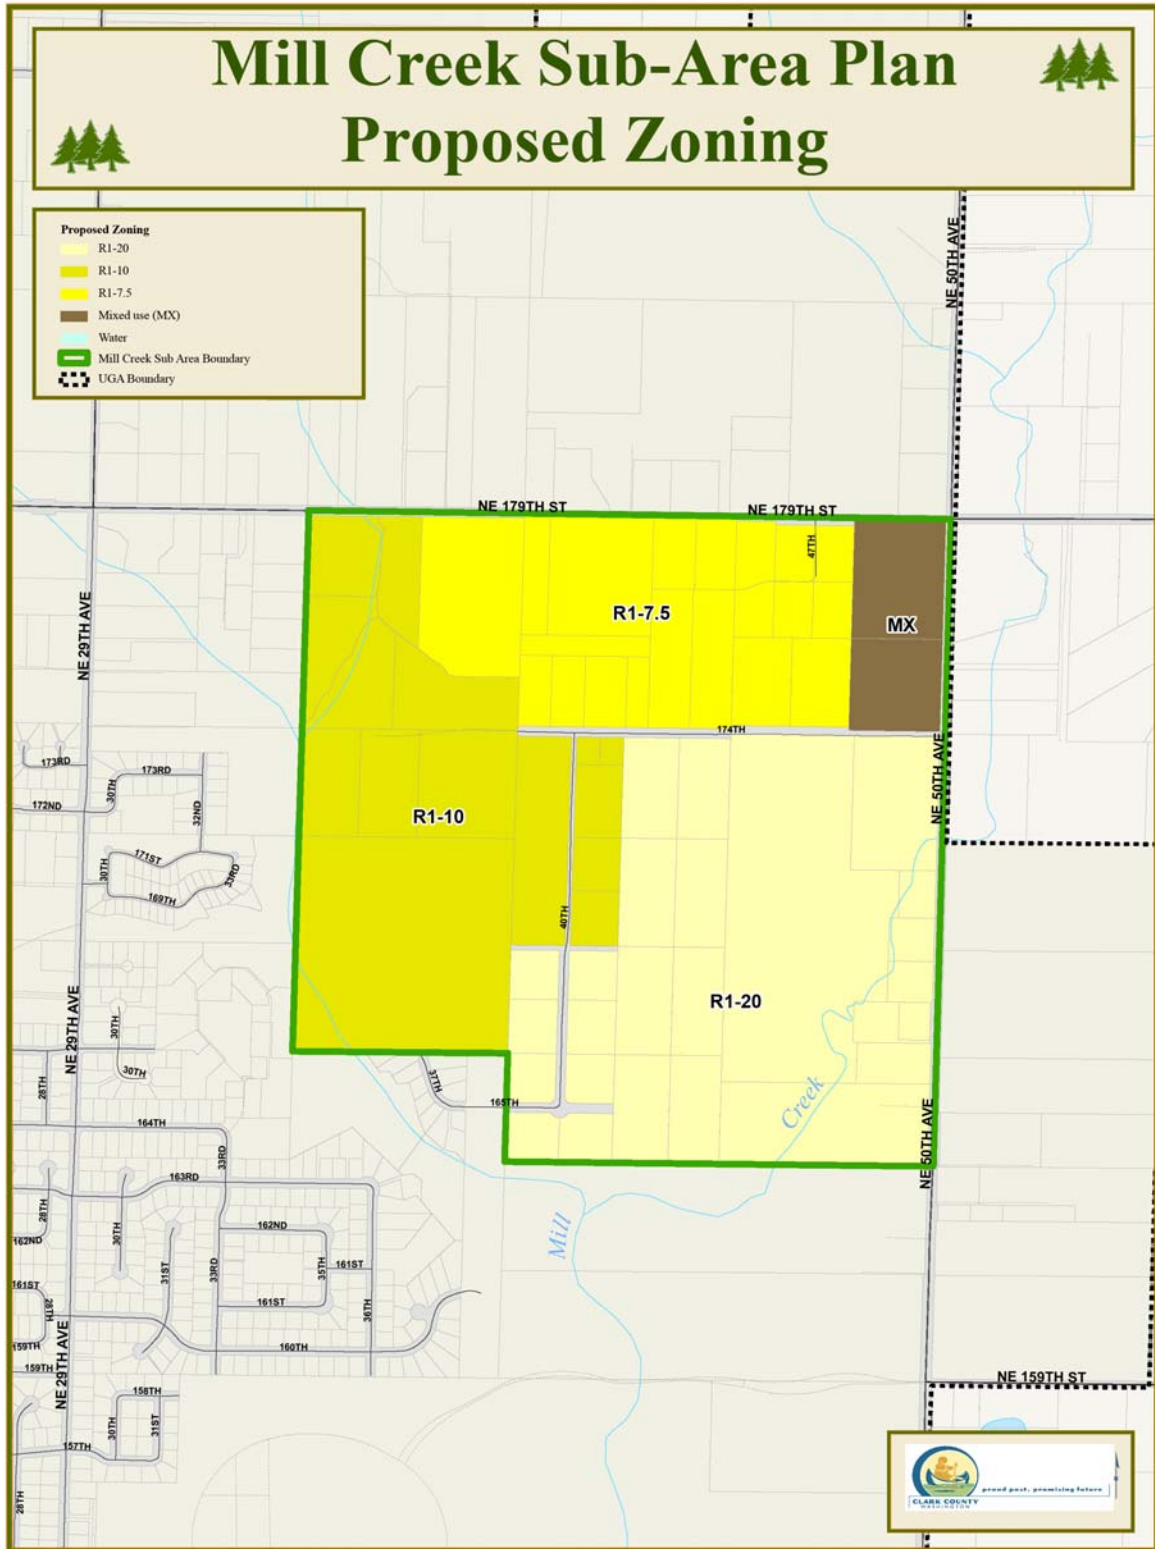 Mill Creek Sub-Area Plan
Proposed Zoning
Proposed Zoning
R1-20
R1-10
R1-7.5
Mixed use (MX)
Water
Mill Creek Sub Area Boundary
UGA Boundary
NE 50TH AVE
NE 179TH ST
NE 179TH ST
47TH
NE 29TH AVE
R1-7.5
MX
174TH
NE 50TH AVE
173RD
173RD
30TH
172ND
32ND
R1-10
171ST
30TH
33RD
169TH
40TH
NE 29TH AVE
R1-20
30TH
30TH
28TH
37TH
165TH
Creek
NE 50TH AVE
164TH
33RD
163RD
28TH
30TH
162ND
162ND
31ST
33RD
35TH
161ST
Mill
161ST
28TH
161ST
36TH
160TH
159TH
159TH
NE 29TH AVE
NE 159TH ST
158TH
30TH
31ST
157TH
28TH
CLARK COUNTY
WASHINGTON
proud past, promising future